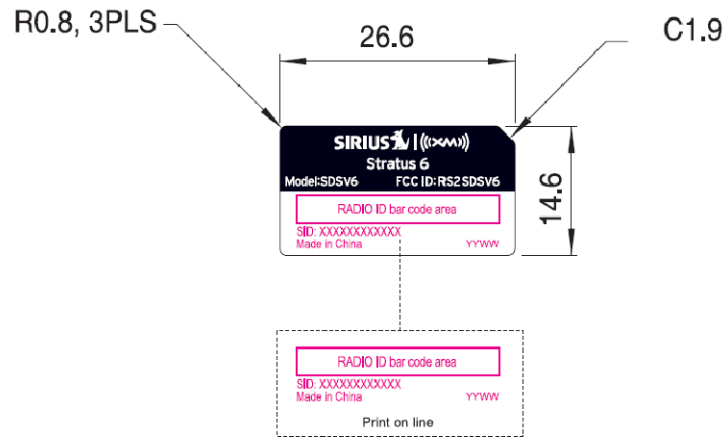 R0.8, 3PLS
26.6
C1.9
SIRIUS | ((XM))
Stratus 6
Model:SDSV6 FCC ID:RS2SDSV6
14.6
RADIO ID bar code area
SID: XXXXXXXXXXXX
Made in China YYWW
RADIO ID bar code area
SID: XXXXXXXXXXXX
Made in China YYWW
Print on line